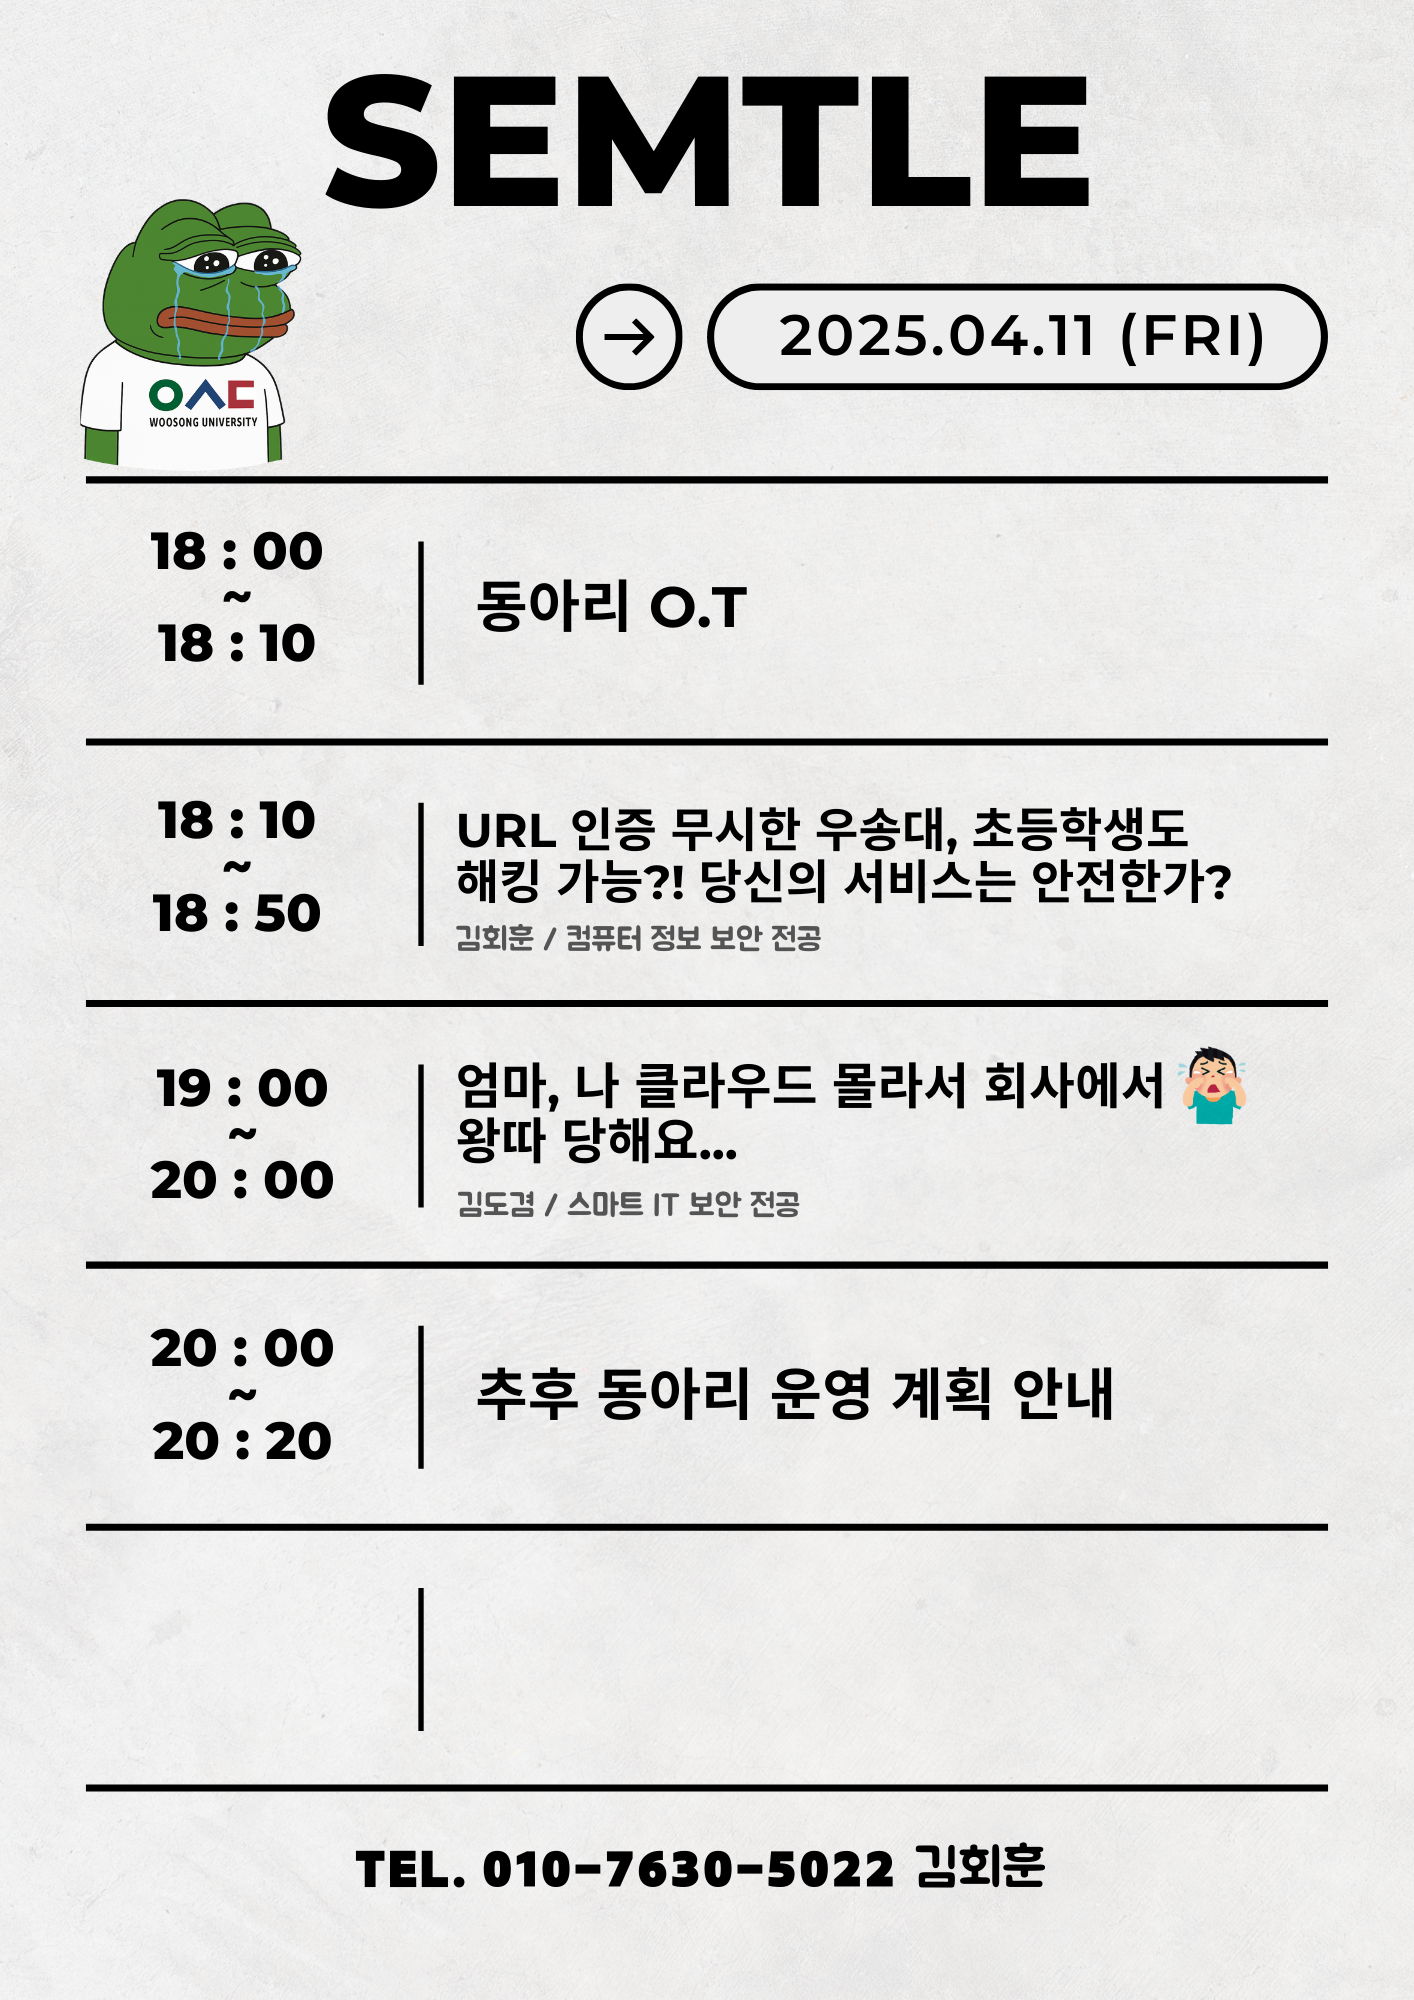 SEMTLE
→ 2025.04.11 (FRI)
WOOSONG UNIVERSITY
18 : 00
~
18 : 10
동아리 O.T
18 : 10
~
18 : 50
URL 인증 무시한 우송대, 초등학생도
해킹 가능?! 당신의 서비스는 안전한가?
김회훈 / 컴퓨터 정보 보안 전공
19 : 00
~
20 : 00
엄마, 나 클라우드 몰라서 회사에서
왕따 당해요...
김도겸 / 스마트 IT 보안 전공
20 : 00
~
20 : 20
추후 동아리 운영 계획 안내
TEL. 010-7630-5022 김회훈